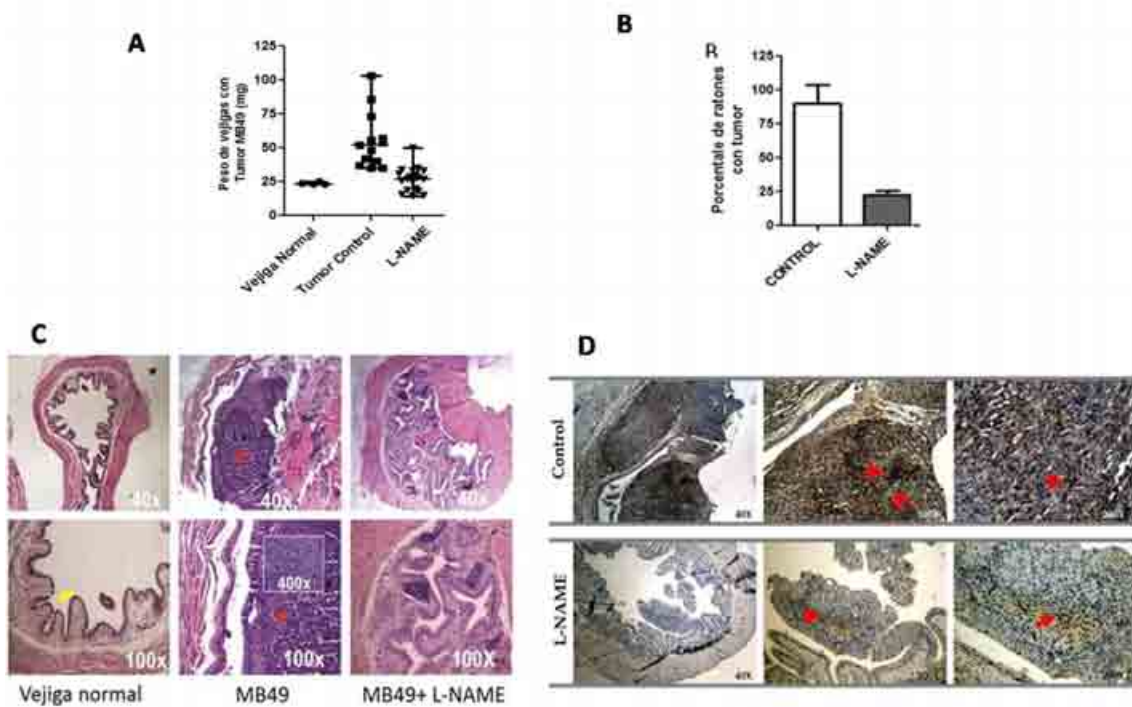 A
Peso de vejigas con
Tumor MB49 (mg)
125
100
75
50
25
0
Vejiga Normal
Tumor Control
L-NAME
B
Porcentaje de ratones
con tumor
125
100
75
50
25
0
CONTROL
L-NAME
C
40x
40x
40x
100x
400x
100x
100X
Vejiga normal
MB49
MB49+ L-NAME
D
Control
40X
L-NAME
40X